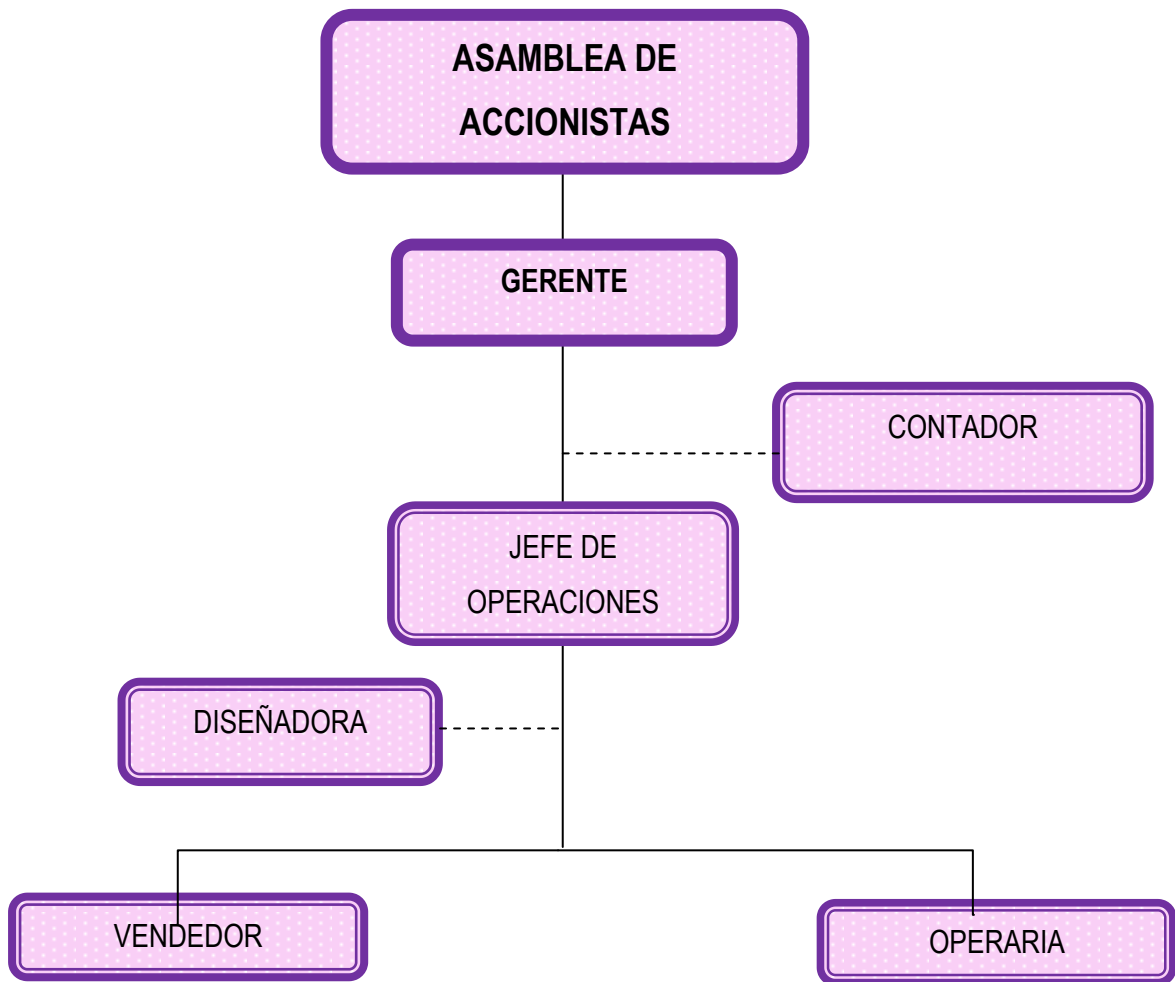 ASAMBLEA DE
ACCIONISTAS
GERENTE
CONTADOR
JEFE DE
OPERACIONES
DISEÑADORA
VENDEDOR
OPERARIA